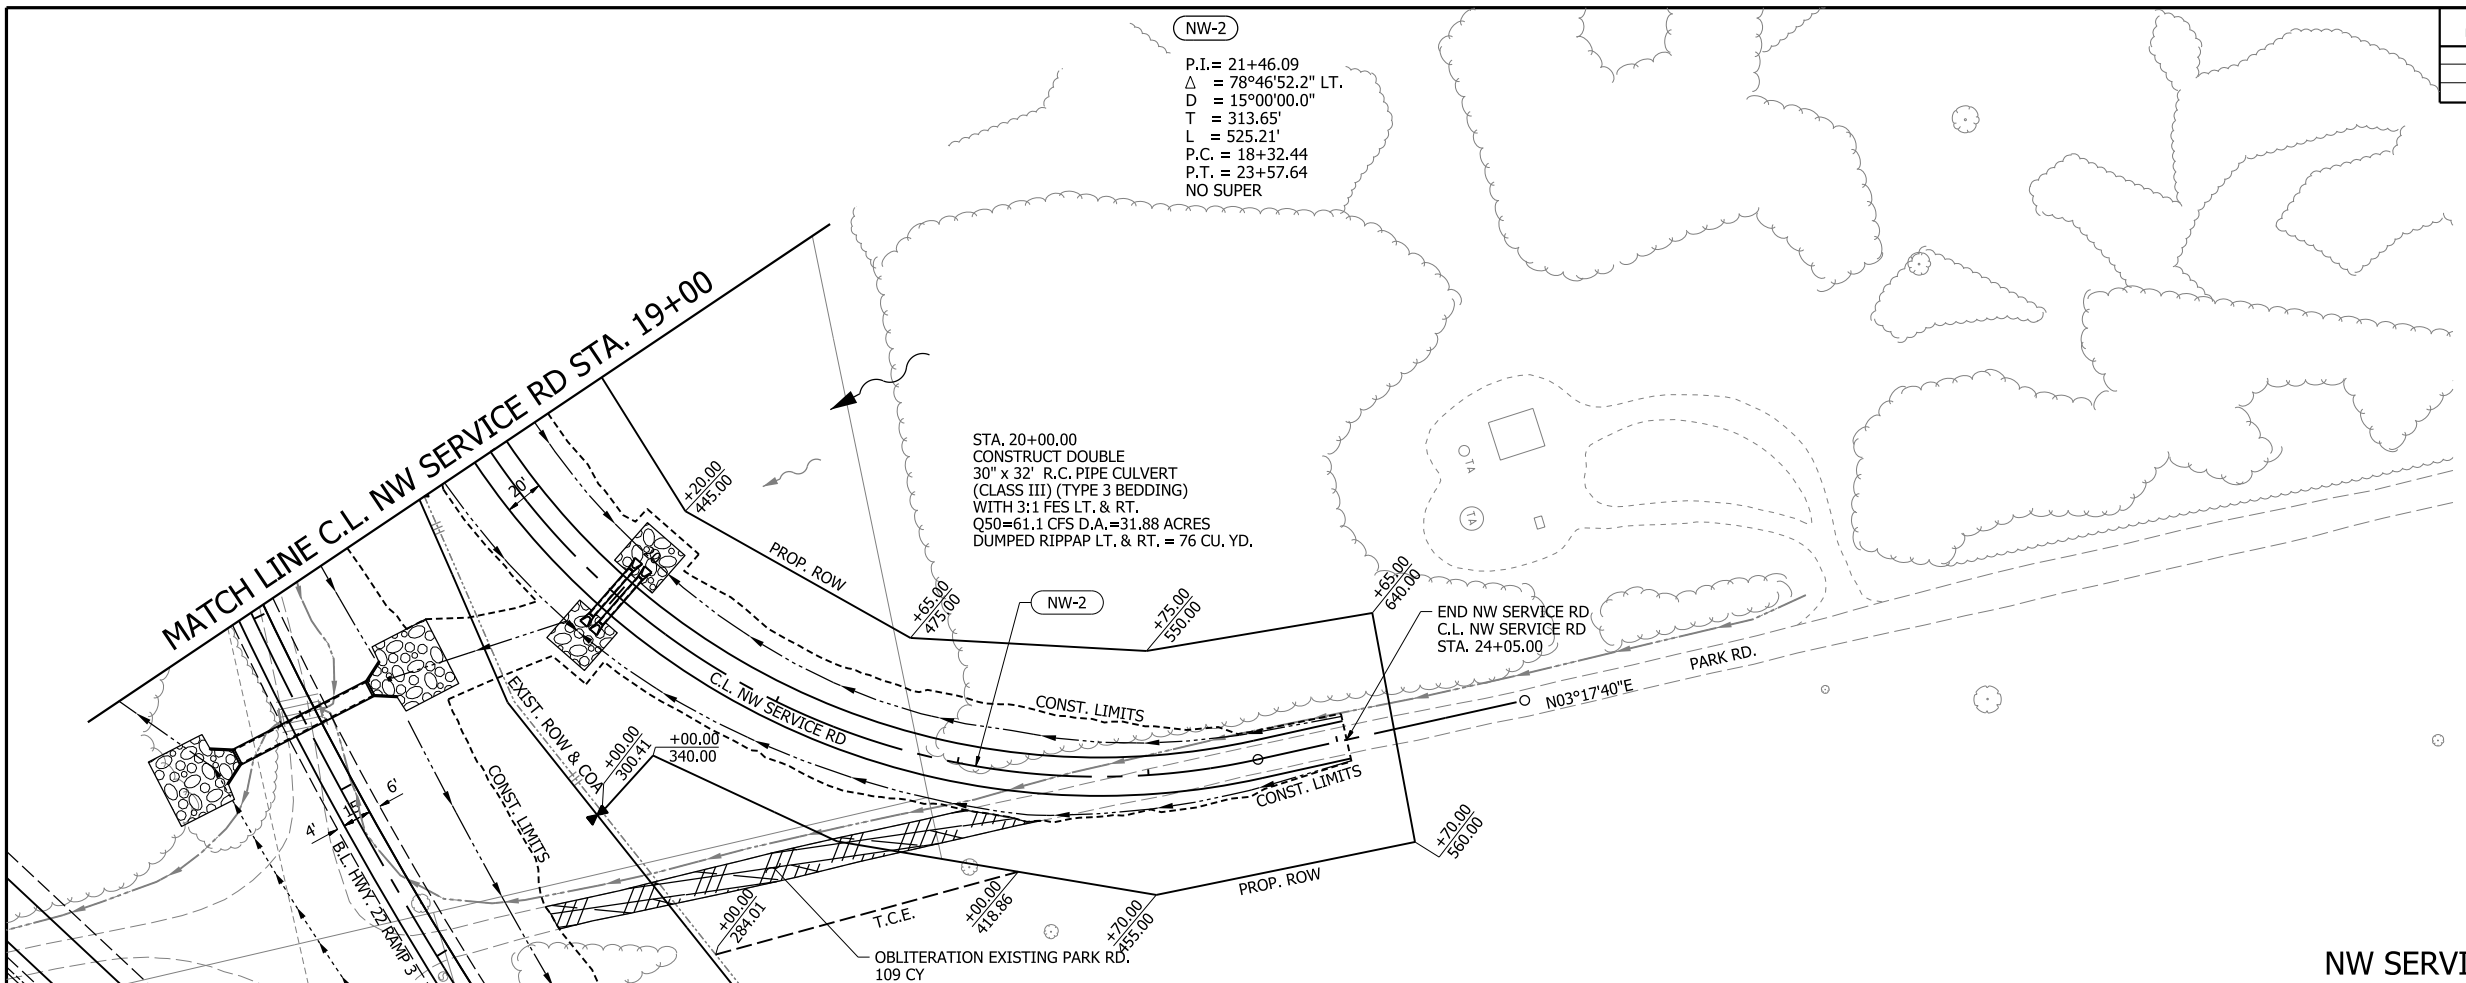 NW-2
P.I.= 21+46.09
Δ = 78°46'52.2" LT.
D = 15°00'00.0"
T = 313.65'
L = 525.21'
P.C. = 18+32.44
P.T. = 23+57.64
NO SUPER
MATCH LINE C.L. NW SERVICE RD STA. 19+00
STA. 20+00.00
CONSTRUCT DOUBLE
30" x 32' R.C. PIPE CULVERT
(CLASS III) (TYPE 3 BEDDING)
WITH 3:1 FES LT. & RT.
Q50=61.1 CFS D.A.=31.88 ACRES
DUMPED RIPPAP LT. & RT. = 76 CU. YD.
20'
20
+20.00
445.00
PROP. ROW
+65.00
475.00
NW-2
+75.00
550.00
+65.00
640.00
TA
TA
END NW SERVICE RD
C.L. NW SERVICE RD
STA. 24+05.00
PARK RD.
N03°17'40"E
CONST. LIMITS
C.L. NW SERVICE RD
EXIST. ROW & COA
+00.00
300.41
+00.00
340.00
CONST. LIMITS
CONST. LIMITS
6'
15'
4'
B.L. HWY. 22 RAMP 3
+70.00
560.00
PROP. ROW
+00.00
284.01
T.C.E.
+00.00
418.86
+70.00
455.00
OBLITERATION EXISTING PARK RD.
109 CY
NW SERVI